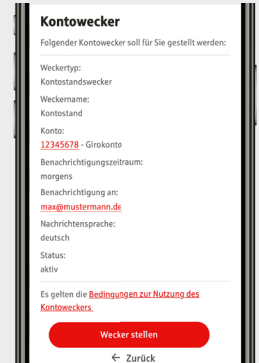 Kontowecker
Folgender Kontowecker soll für Sie gestellt werden:
Weckertyp:
Kontostandswecker
Weckername:
Kontostand
Konto:
12345678 - Girokonto
Benachrichtigungszeitraum:
morgens
Benachrichtigung an:
max@mustermann.de
Nachrichtensprache:
deutsch
Status:
aktiv
Es gelten die Bedingungen zur Nutzung des
Kontoweckers
Wecker stellen
← Zurück